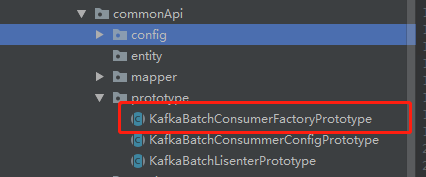 commonApi
config
entity
mapper
prototype
KafkaBatchConsumerFactoryPrototype
KafkaBatchConsummerConfigPrototype
KafkaBatchLisenterPrototype